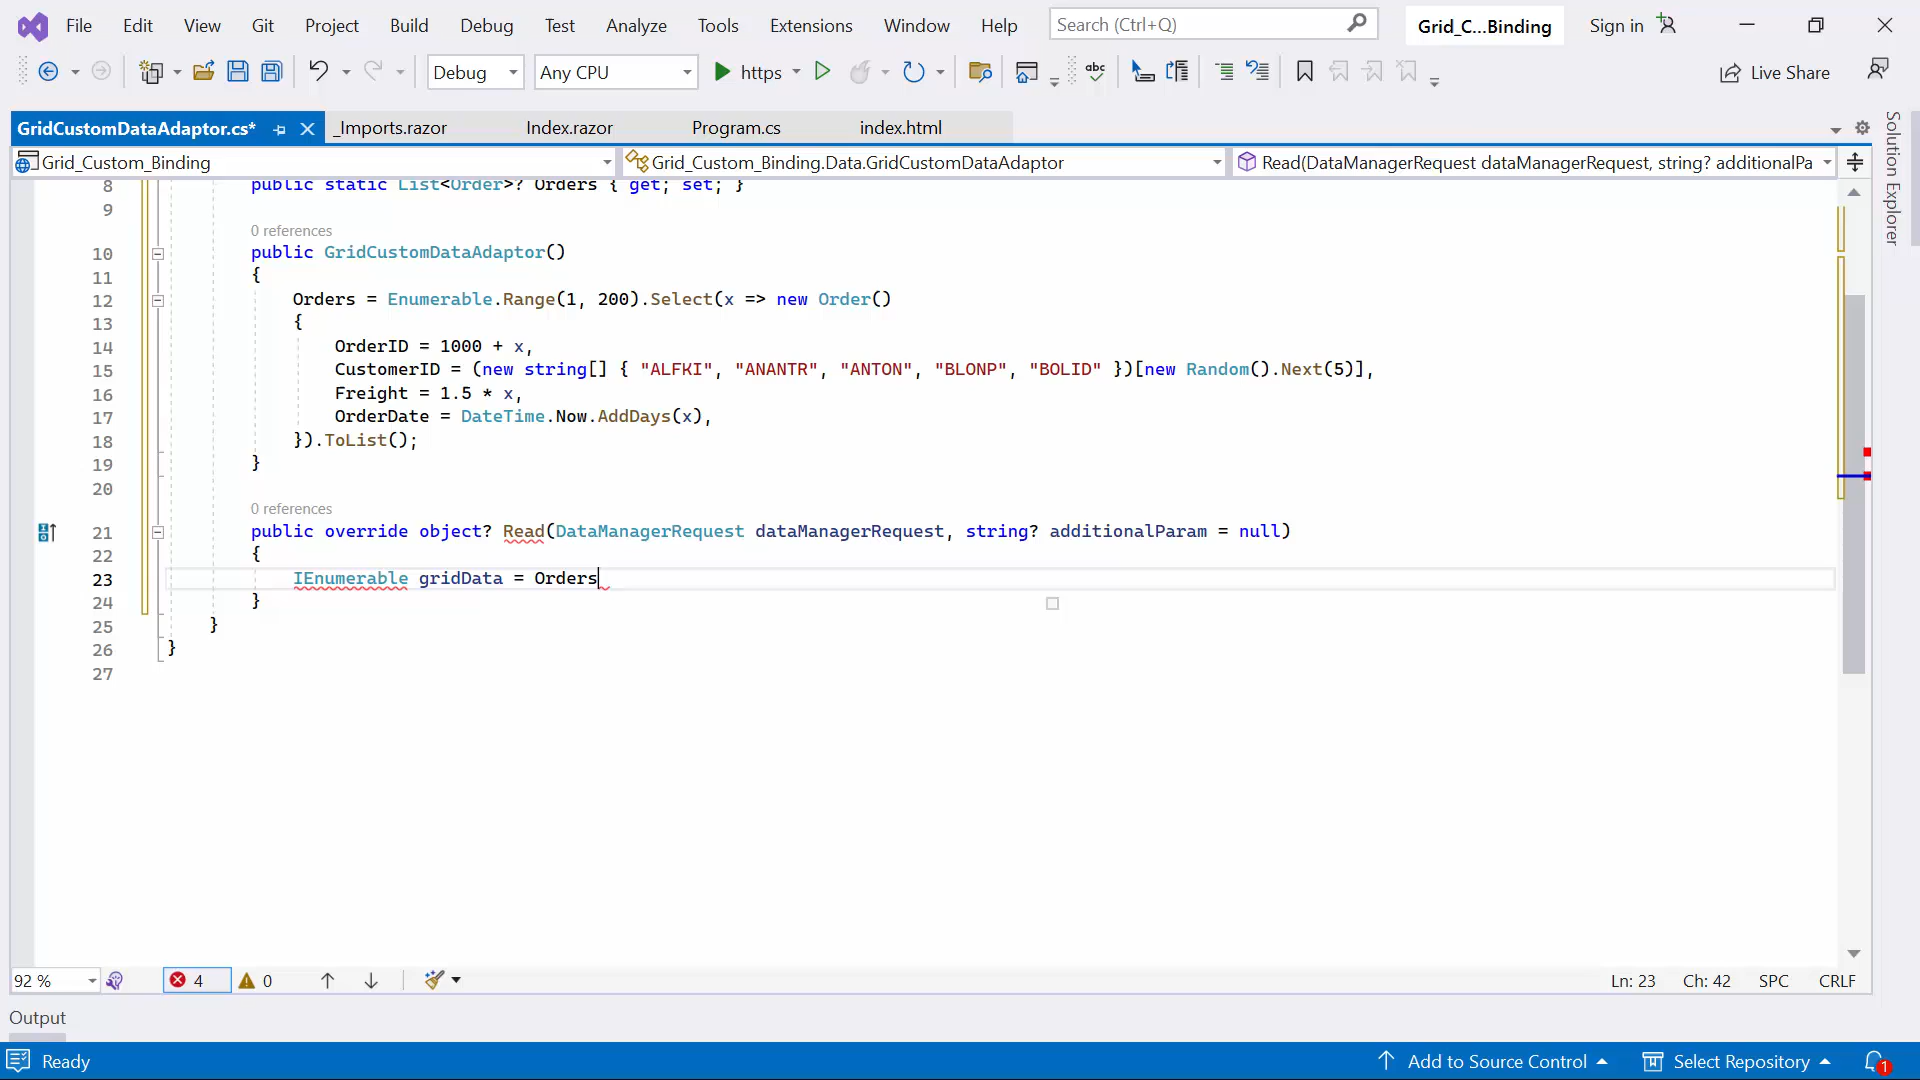 File Edit View Git Project Build Debug Test Analyze Tools Extensions Window Help Search (Ctrl+Q) Grid_C...Binding Sign in
Debug Any CPU https abc Live Share
GridCustomDataAdaptor.cs* _Imports.razor Index.razor Program.cs index.html
Grid_Custom_Binding Grid_Custom_Binding.Data.GridCustomDataAdaptor Read(DataManagerRequest dataManagerRequest, string? additionalPa
Solution Explorer
8 public static List<Order>? Orders { get; set; }
9
0 references
10 public GridCustomDataAdaptor()
11 {
12 Orders = Enumerable.Range(1, 200).Select(x => new Order()
13 {
14 OrderID = 1000 + x,
15 CustomerID = (new string[] { "ALFKI", "ANANTR", "ANTON", "BLONP", "BOLID" })[new Random().Next(5)],
16 Freight = 1.5 * x,
17 OrderDate = DateTime.Now.AddDays(x),
18 }).ToList();
19 }
20
0 references
21 public override object? Read(DataManagerRequest dataManagerRequest, string? additionalParam = null)
22 {
23 IEnumerable gridData = Orders
24 }
25 }
26 }
27
92 % 4 0 Ln: 23 Ch: 42 SPC CRLF
Output
Ready Add to Source Control Select Repository 1